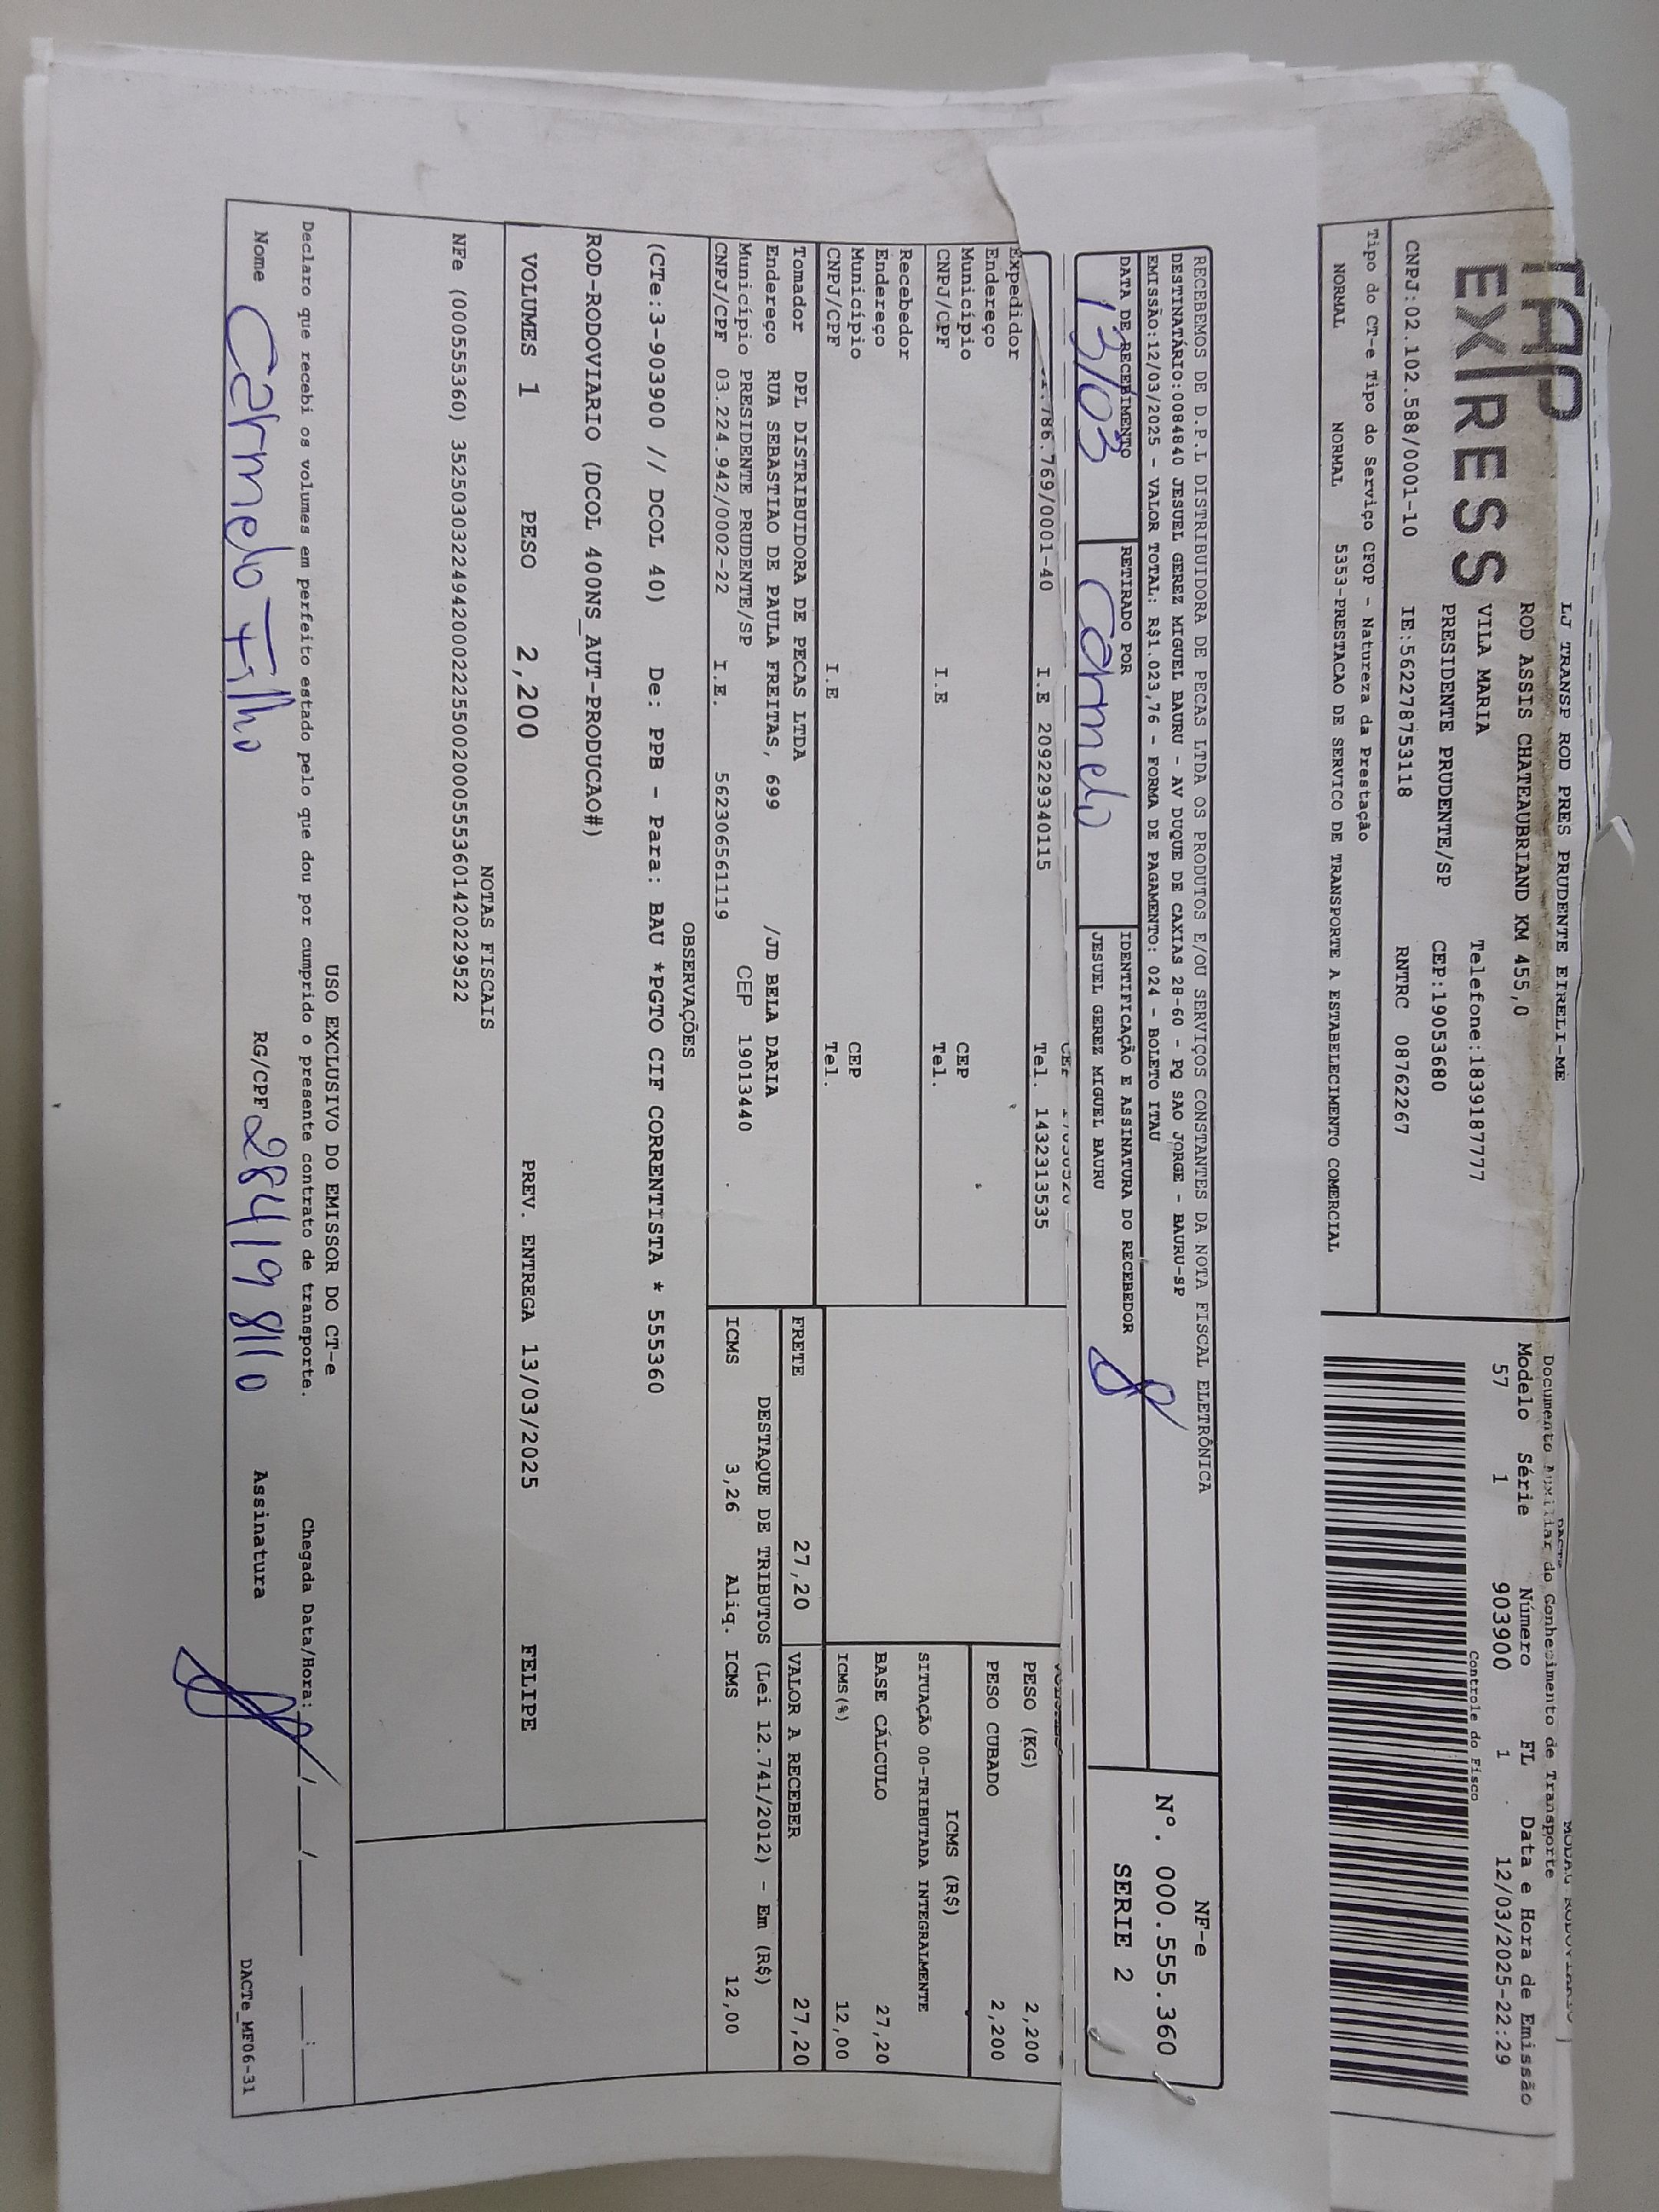 TAP
EXPRESS
LJ TRANSP ROD PRES PRUDENTE EIRELI-ME
ROD ASSIS CHATEAUBRIAND KM 455,0
VILA MARIA Telefone:1839187777
PRESIDENTE PRUDENTE/SP CEP:19053680
CNPJ:02.102.588/0001-10 IE:562278753118 RNTRC 08762267
Tipo do CT-e Tipo do Serviço CFOP - Natureza da Prestação
NORMAL NORMAL 5353-PRESTACAO DE SERVICO DE TRANSPORTE A ESTABELECIMENTO COMERCIAL
DACTE
Documento Auxiliar do Conhecimento de Transporte
Modelo Série Número FL Data e Hora de Emissão
57 1 903900 1 12/03/2025-22:29
Controle do Fisco
RECEBEMOS DE D.P.L DISTRIBUIDORA DE PECAS LTDA OS PRODUTOS E/OU SERVIÇOS CONSTANTES DA NOTA FISCAL ELETRÔNICA
DESTINATÁRIO:0084840 JESUEL GEREZ MIGUEL BAURU - AV DUQUE DE CAXIAS 28-60 - PQ SAO JORGE - BAURU-SP
EMISSÃO:12/03/2025 - VALOR TOTAL: R$1.023,76 - FORMA DE PAGAMENTO: 024 - BOLETO ITAU
NF-e
Nº. 000.555.360
SERIE 2
DATA DE RECEBIMENTO RETIRADO POR IDENTIFICAÇÃO E ASSINATURA DO RECEBEDOR
13/03 Carmelo JESUEL GEREZ MIGUEL BAURU
.786.769/0001-40 I.E 209229340115 Tel. 1432313535
Expedidor
Endereço
Município CEP
CNPJ/CPF I.E Tel.
Recebedor
Endereço
Município CEP
CNPJ/CPF I.E Tel.
PESO (KG) 2,200
PESO CUBADO 2,200
ICMS (R$)
SITUAÇÃO 00-TRIBUTADA INTEGRALMENTE
BASE CÁLCULO 27,20
ICMS(%) 12,00
Tomador DPL DISTRIBUIDORA DE PECAS LTDA
Endereço RUA SEBASTIAO DE PAULA FREITAS, 699 /JD BELA DARIA
Município PRESIDENTE PRUDENTE/SP CEP 19013440
CNPJ/CPF 03.224.942/0002-22 I.E. 562306561119
FRETE 27,20 VALOR A RECEBER 27,20
DESTAQUE DE TRIBUTOS (Lei 12.741/2012) - Em (R$)
ICMS 3,26 Aliq. ICMS 12,00
OBSERVAÇÕES
(CTe:3-903900 // DCOL 40) De: PPB - Para: BAU *PGTO CIF CORRENTISTA * 555360
ROD-RODOVIARIO (DCOL 400NS_AUT-PRODUCAO#)
VOLUMES 1 PESO 2,200 PREV. ENTREGA 13/03/2025 FELIPE
NOTAS FISCAIS
NFe (000555360) 35250303224942000222550020005553601420229522
USO EXCLUSIVO DO EMISSOR DO CT-e
Declaro que recebi os volumes em perfeito estado pelo que dou por cumprido o presente contrato de transporte. Chegada Data/Hora: / / :
Nome Carmelo Filho RG/CPF 284198110 Assinatura
DACTe_MF06-31